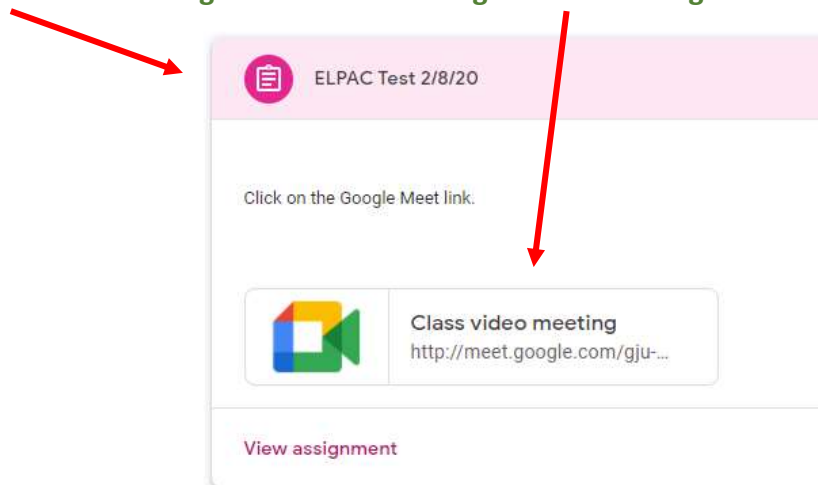 ELPAC Test 2/8/20
Click on the Google Meet link.
Class video meeting
http://meet.google.com/gju-...
View assignment